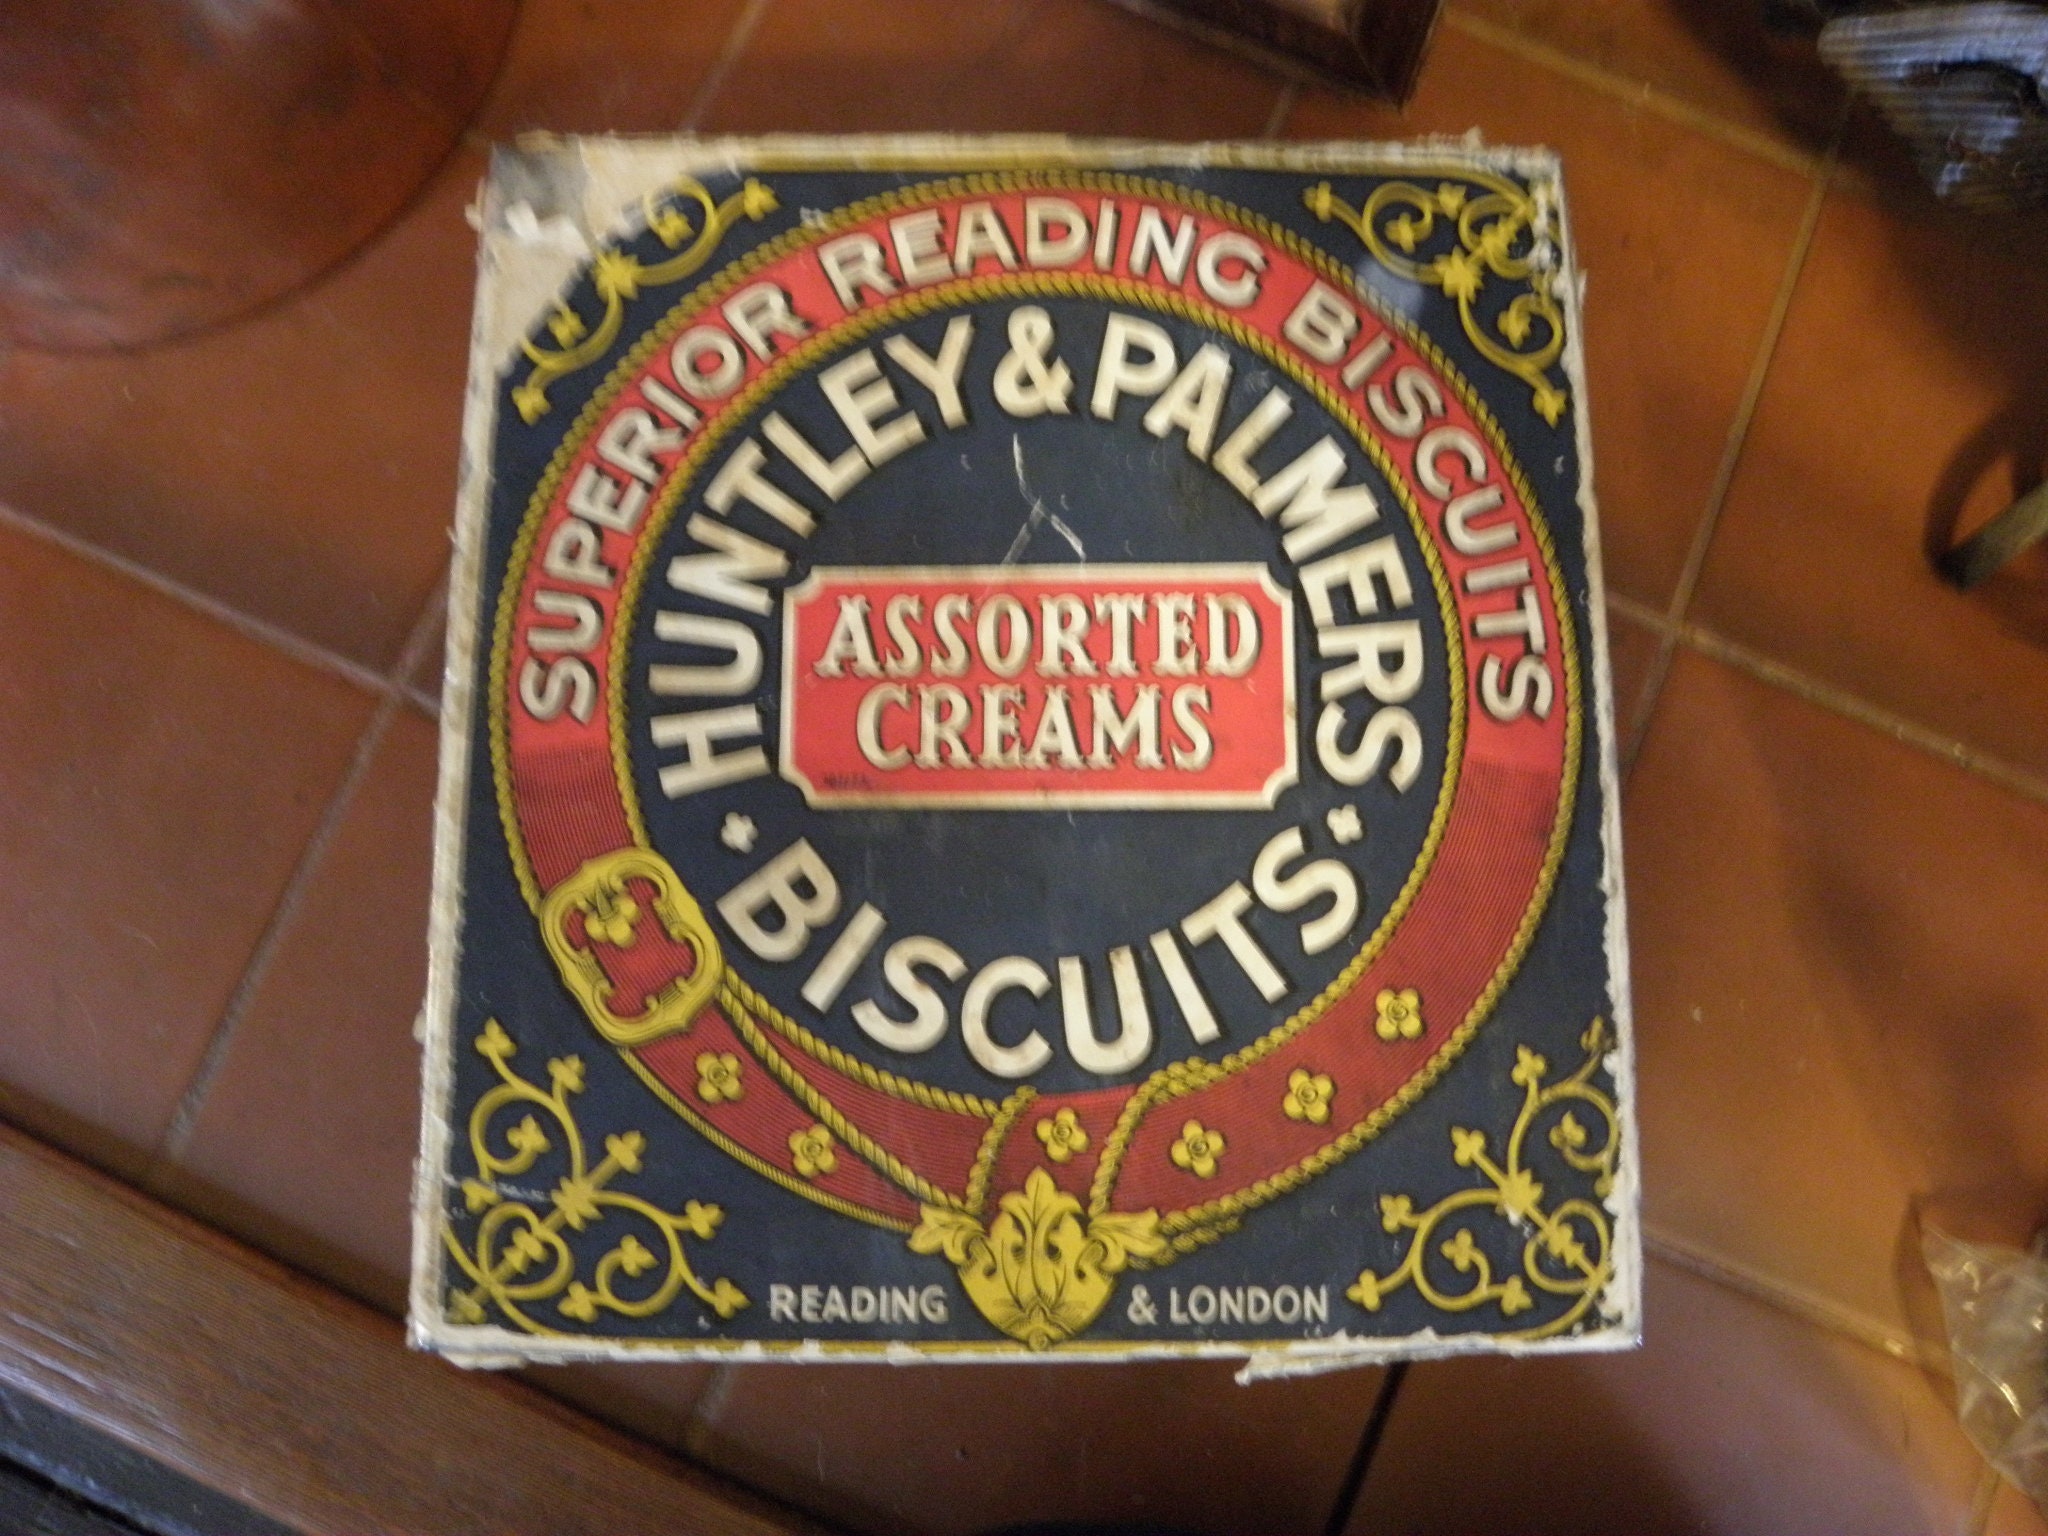 SUPERIOR READING BISCUITS
HUNTLEY & PALMERS
ASSORTED
CREAMS
· BISCUITS ·
READING & LONDON